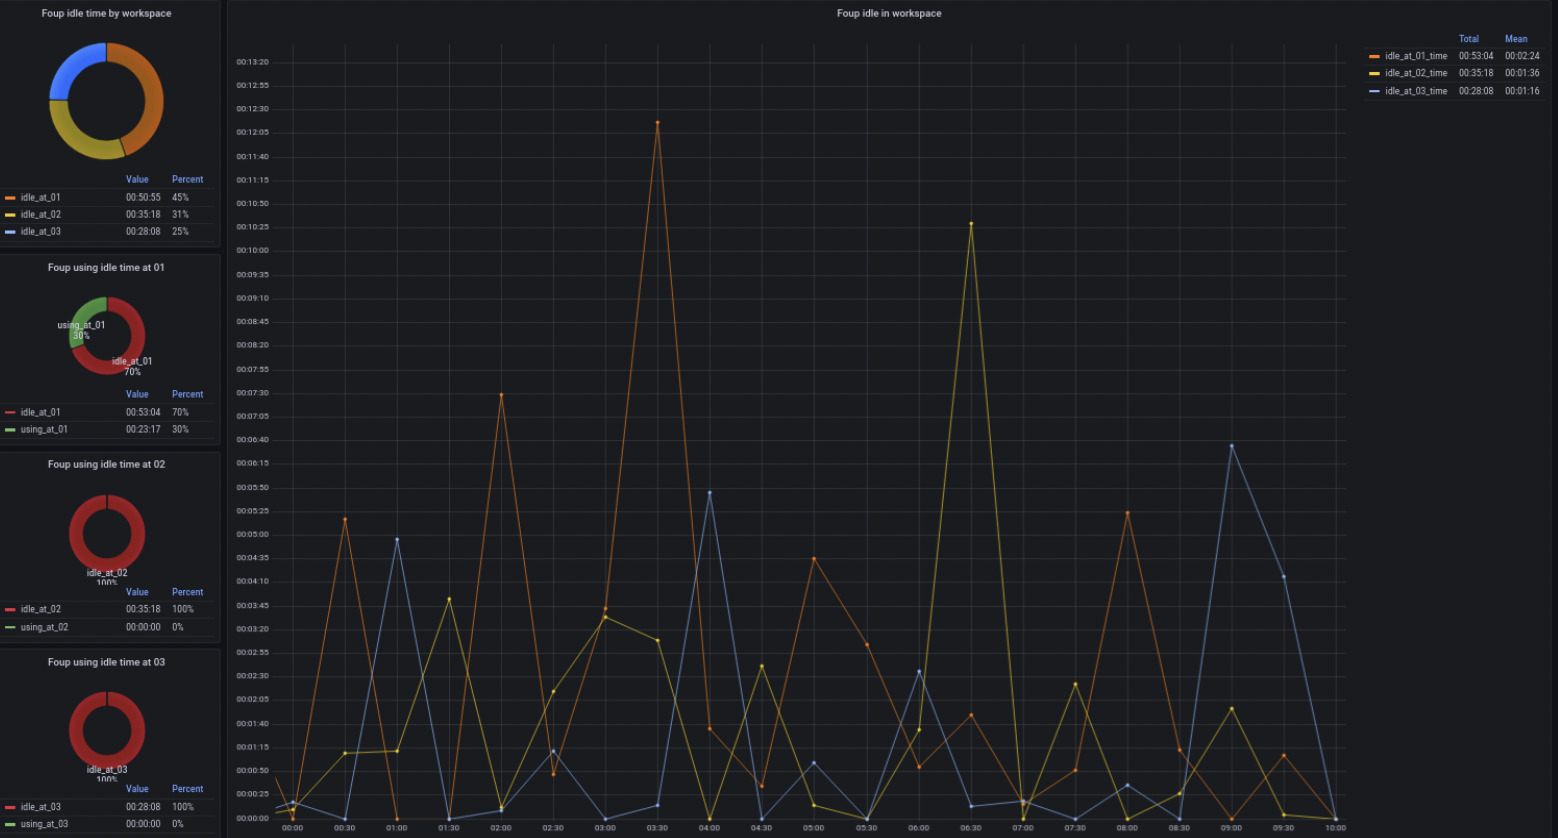 Foup idle time by workspace
Value Percent
idle_at_01 00:50:55 45%
idle_at_02 00:35:18 31%
idle_at_03 00:28:08 25%
Foup using idle time at 01
using_at_01
30%
idle_at_01
70%
Value Percent
idle_at_01 00:53:04 70%
using_at_01 00:23:17 30%
Foup using idle time at 02
idle_at_02
100%
Value Percent
idle_at_02 00:35:18 100%
using_at_02 00:00:00 0%
Foup using idle time at 03
idle_at_03
100%
Value Percent
idle_at_03 00:28:08 100%
using_at_03 00:00:00 0%
Foup idle in workspace
00:13:20
00:12:55
00:12:30
00:12:05
00:11:40
00:11:15
00:10:50
00:10:25
00:10:00
00:09:35
00:09:10
00:08:45
00:08:20
00:07:55
00:07:30
00:07:05
00:06:40
00:06:15
00:05:50
00:05:25
00:05:00
00:04:35
00:04:10
00:03:45
00:03:20
00:02:55
00:02:30
00:02:05
00:01:40
00:01:15
00:00:50
00:00:25
00:00:00
00:00 00:30 01:00 01:30 02:00 02:30 03:00 03:30 04:00 04:30 05:00 05:30 06:00 06:30 07:00 07:30 08:00 08:30 09:00 09:30 10:00
Total Mean
idle_at_01_time 00:53:04 00:02:24
idle_at_02_time 00:35:18 00:01:36
idle_at_03_time 00:28:08 00:01:16